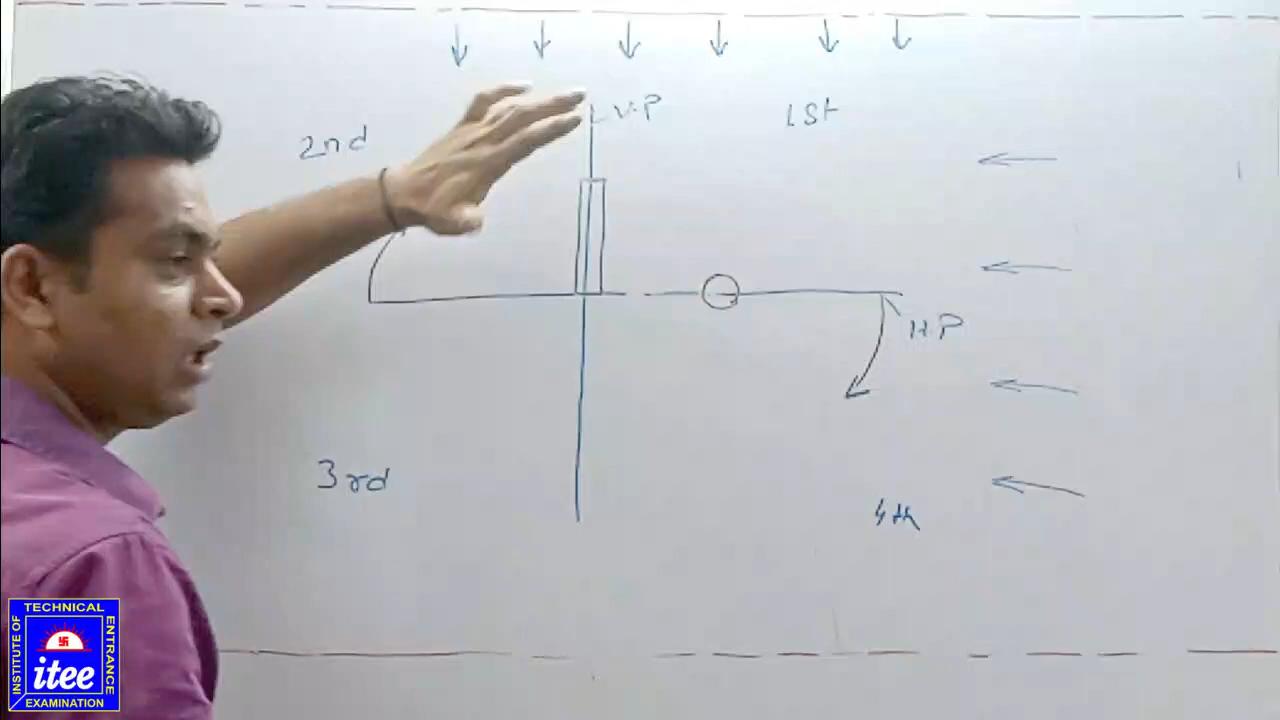 V.P
1St
2nd
H.P
3rd
4th
TECHNICAL
INSTITUTE OF
ENTRANCE
itee
EXAMINATION